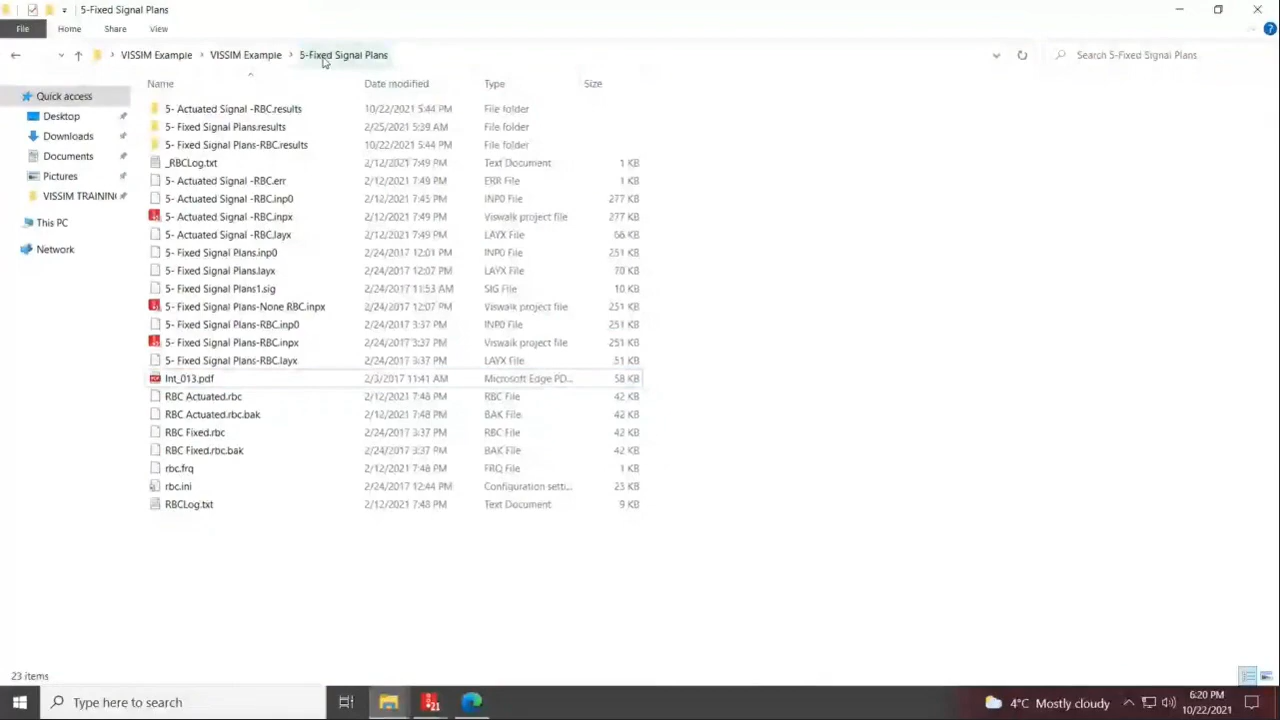 5-Fixed Signal Plans
File Home Share View
VISSIM Example VISSIM Example 5-Fixed Signal Plans Search 5-Fixed Signal Plans
Name Date modified Type Size
Quick access
Desktop
Downloads
Documents
Pictures
VISSIM TRAINING
This PC
Network
5- Actuated Signal -RBC.results 10/22/2021 5:44 PM File folder
5- Fixed Signal Plans.results 2/25/2021 5:39 AM File folder
5- Fixed Signal Plans-RBC.results 10/22/2021 5:44 PM File folder
_RBCLog.txt 2/12/2021 7:49 PM Text Document 1 KB
5- Actuated Signal -RBC.err 2/12/2021 7:49 PM ERR File 1 KB
5- Actuated Signal -RBC.inp0 2/12/2021 7:45 PM INP0 File 277 KB
5- Actuated Signal -RBC.inpx 2/12/2021 7:49 PM Viswalk project file 277 KB
5- Actuated Signal -RBC.layx 2/12/2021 7:49 PM LAYX File 66 KB
5- Fixed Signal Plans.inp0 2/24/2017 12:01 PM INP0 File 251 KB
5- Fixed Signal Plans.layx 2/24/2017 12:07 PM LAYX File 70 KB
5- Fixed Signal Plans1.sig 2/24/2017 11:53 AM SIG File 10 KB
5- Fixed Signal Plans-None RBC.inpx 2/24/2017 12:07 PM Viswalk project file 251 KB
5- Fixed Signal Plans-RBC.inp0 2/24/2017 3:37 PM INP0 File 251 KB
5- Fixed Signal Plans-RBC.inpx 2/24/2017 3:37 PM Viswalk project file 251 KB
5- Fixed Signal Plans-RBC.layx 2/24/2017 3:37 PM LAYX File 51 KB
Int_013.pdf 2/3/2017 11:41 AM Microsoft Edge PD... 58 KB
RBC Actuated.rbc 2/12/2021 7:48 PM RBC File 42 KB
RBC Actuated.rbc.bak 2/12/2021 7:48 PM BAK File 42 KB
RBC Fixed.rbc 2/24/2017 3:37 PM RBC File 42 KB
RBC Fixed.rbc.bak 2/24/2017 3:37 PM BAK File 42 KB
rbc.frq 2/12/2021 7:48 PM FRQ File 1 KB
rbc.ini 2/24/2017 12:44 PM Configuration setti... 23 KB
RBCLog.txt 2/12/2021 7:48 PM Text Document 9 KB
23 items
Type here to search 21 4°C Mostly cloudy 6:20 PM
10/22/2021